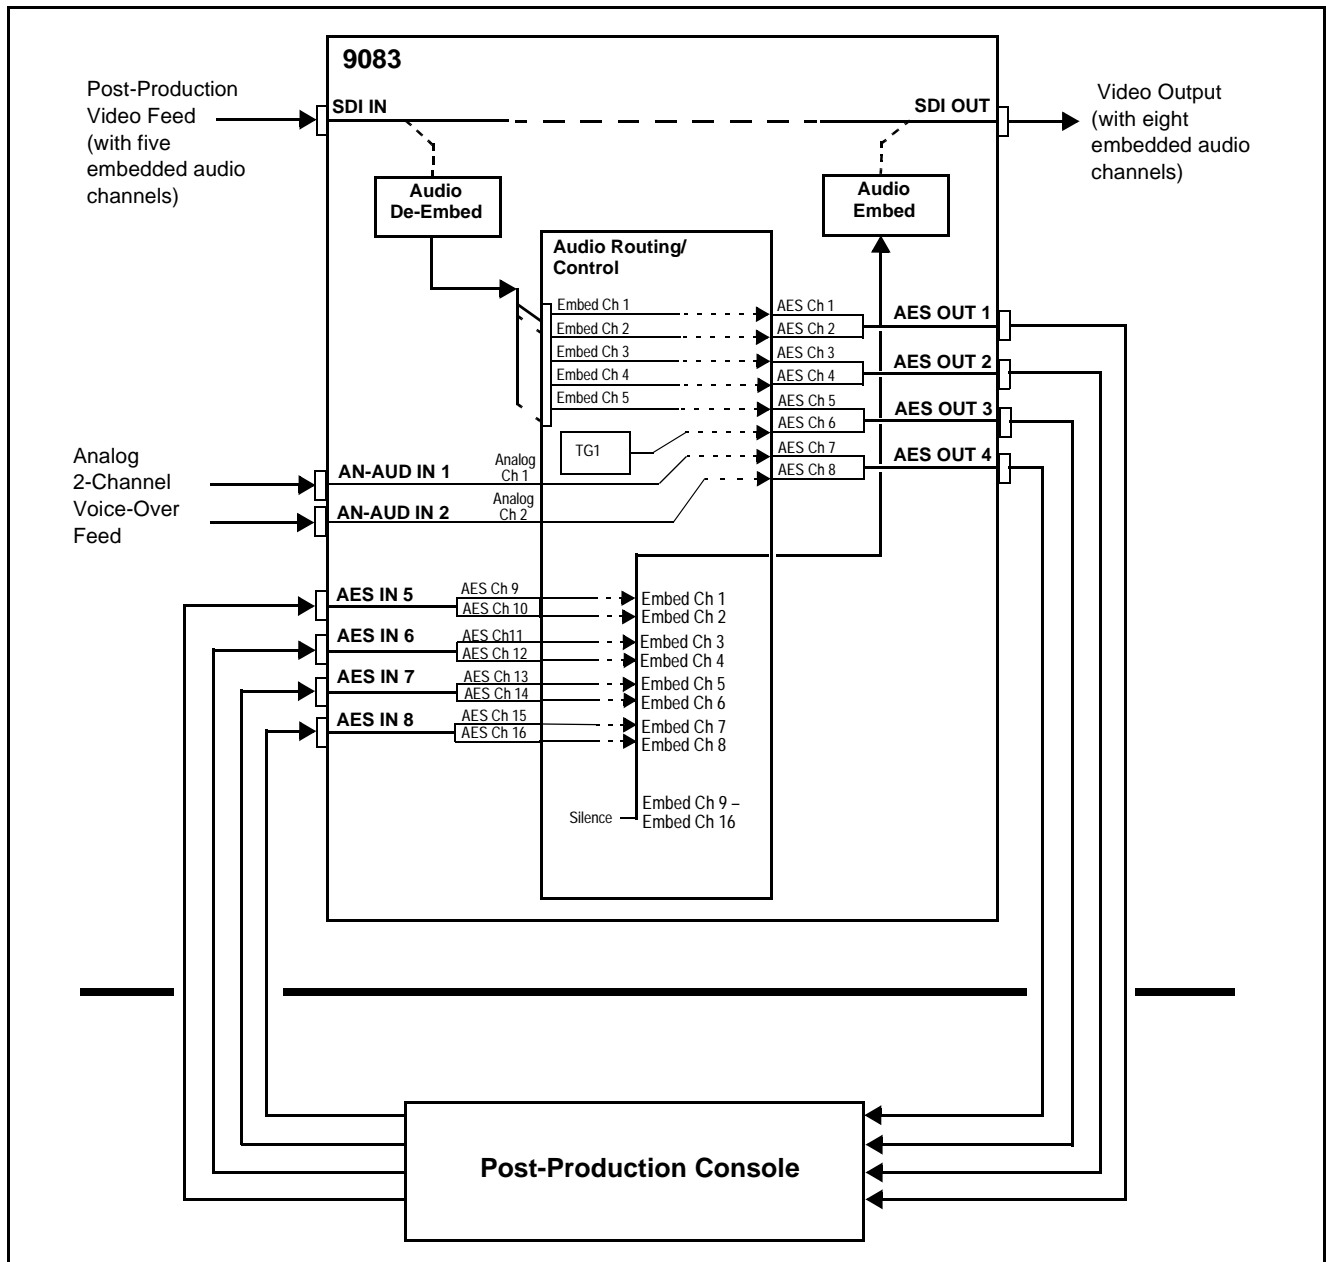 9083
Post-Production
Video Feed
(with five
embedded audio
channels)
SDI IN
SDI OUT
Video Output
(with eight
embedded audio
channels)
Audio
De-Embed
Audio
Embed
Audio Routing/
Control
Embed Ch 1
Embed Ch 2
Embed Ch 3
Embed Ch 4
Embed Ch 5
TG1
AES Ch 1
AES Ch 2
AES Ch 3
AES Ch 4
AES Ch 5
AES Ch 6
AES Ch 7
AES Ch 8
AES OUT 1
AES OUT 2
AES OUT 3
AES OUT 4
Analog
2-Channel
Voice-Over
Feed
AN-AUD IN 1
Analog
Ch 1
AN-AUD IN 2
Analog
Ch 2
AES IN 5
AES Ch 9
AES Ch 10
AES IN 6
AES Ch11
AES Ch 12
AES IN 7
AES Ch 13
AES Ch 14
AES IN 8
AES Ch 15
AES Ch 16
Embed Ch 1
Embed Ch 2
Embed Ch 3
Embed Ch 4
Embed Ch 5
Embed Ch 6
Embed Ch 7
Embed Ch 8
Silence
Embed Ch 9 –
Embed Ch 16
Post-Production Console